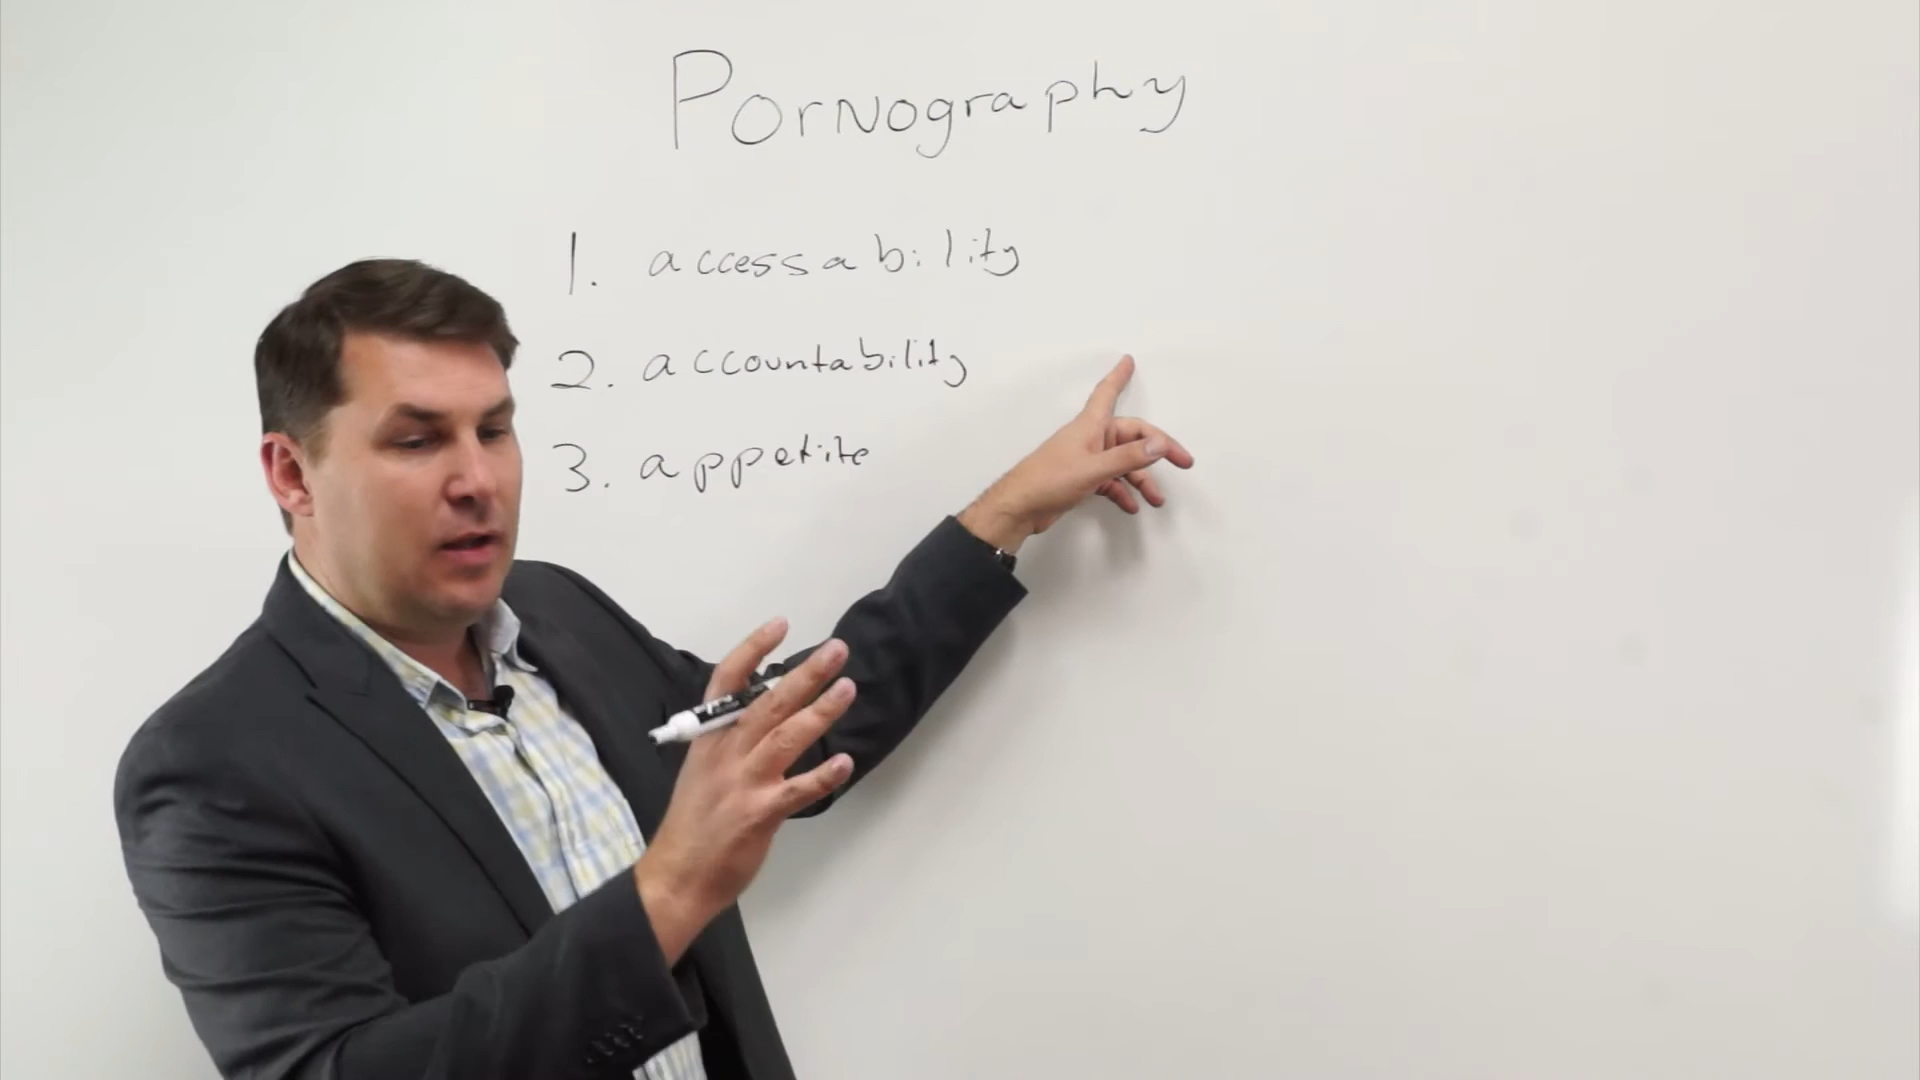 Pornography
1. accessability
2. accountability
3. appetite